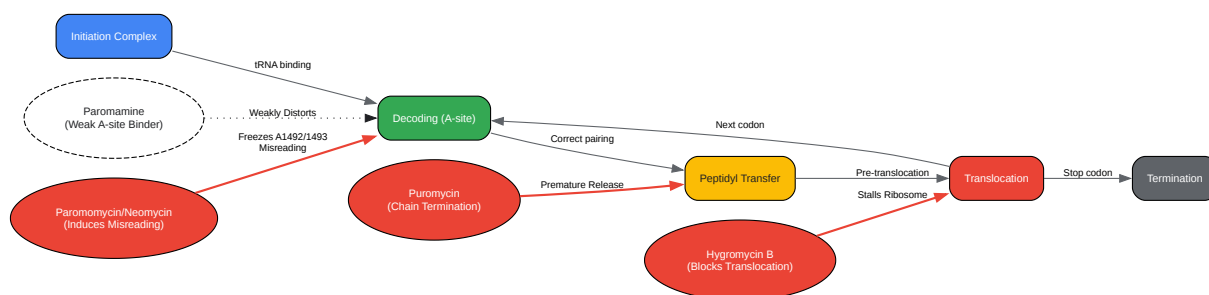 Initiation Complex
tRNA binding
Paromamine
(Weak A-site Binder)
Weakly Distorts
Decoding (A-site)
Next codon
Freezes A1492/1493
Misreading
Correct pairing
Paromomycin/Neomycin
(Induces Misreading)
Puromycin
(Chain Termination)
Premature Release
Peptidyl Transfer
Pre-translocation
Translocation
Stop codon
Termination
Stalls Ribosome
Hygromycin B
(Blocks Translocation)